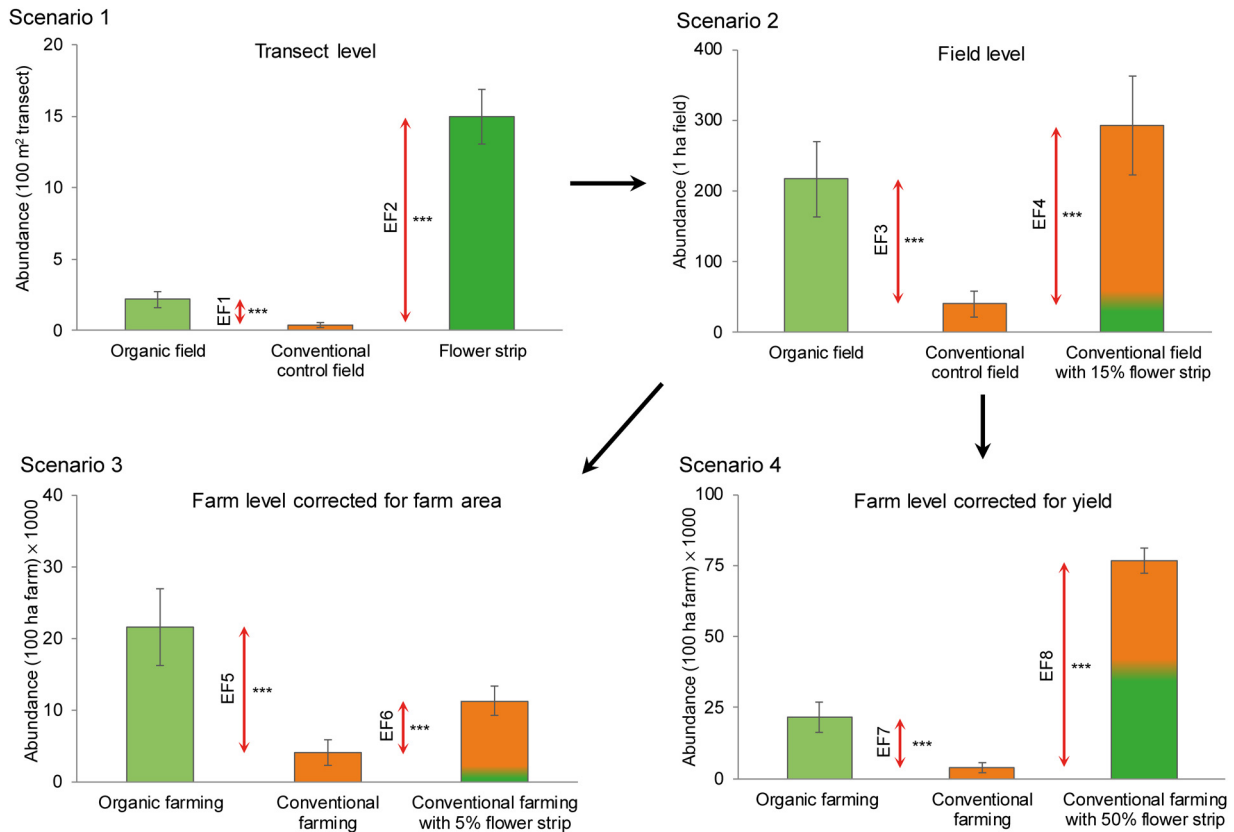 Scenario 1
Transect level
Abundance (100 m² transect)
20
15
10
5
0
EF1
***
EF2
***
Organic field
Conventional
control field
Flower strip
Scenario 2
Field level
Abundance (1 ha field)
400
300
200
100
0
EF3
***
EF4
***
Organic field
Conventional
control field
Conventional field
with 15% flower strip
Scenario 3
Farm level corrected for farm area
Abundance (100 ha farm) × 1000
40
30
20
10
0
EF5
***
EF6
***
Organic farming
Conventional
farming
Conventional farming
with 5% flower strip
Scenario 4
Farm level corrected for yield
Abundance (100 ha farm) × 1000
100
75
50
25
0
EF7
***
EF8
***
Organic farming
Conventional
farming
Conventional farming
with 50% flower strip